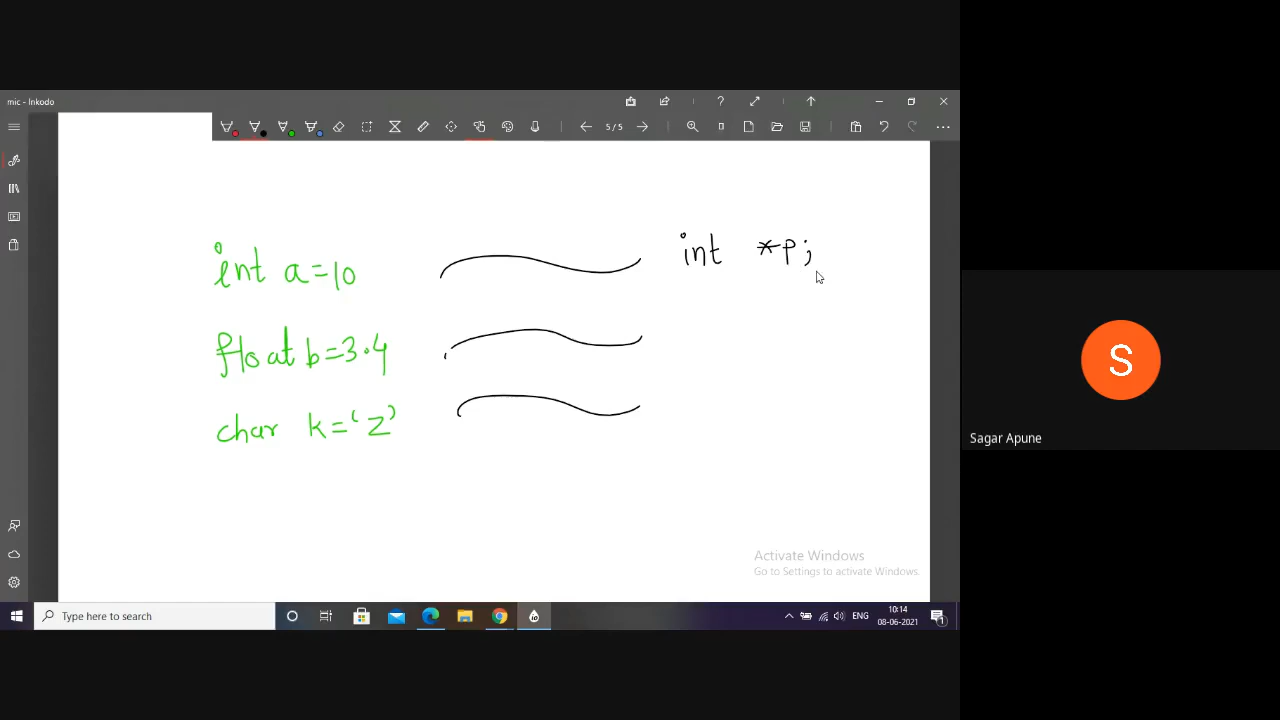 mic - Inkodo
5/5
int a=10
int *p;
float b=3.4
char k='z'
Activate Windows
Go to Settings to activate Windows.
Type here to search
ENG
10:14
08-06-2021
1
S
Sagar Apune